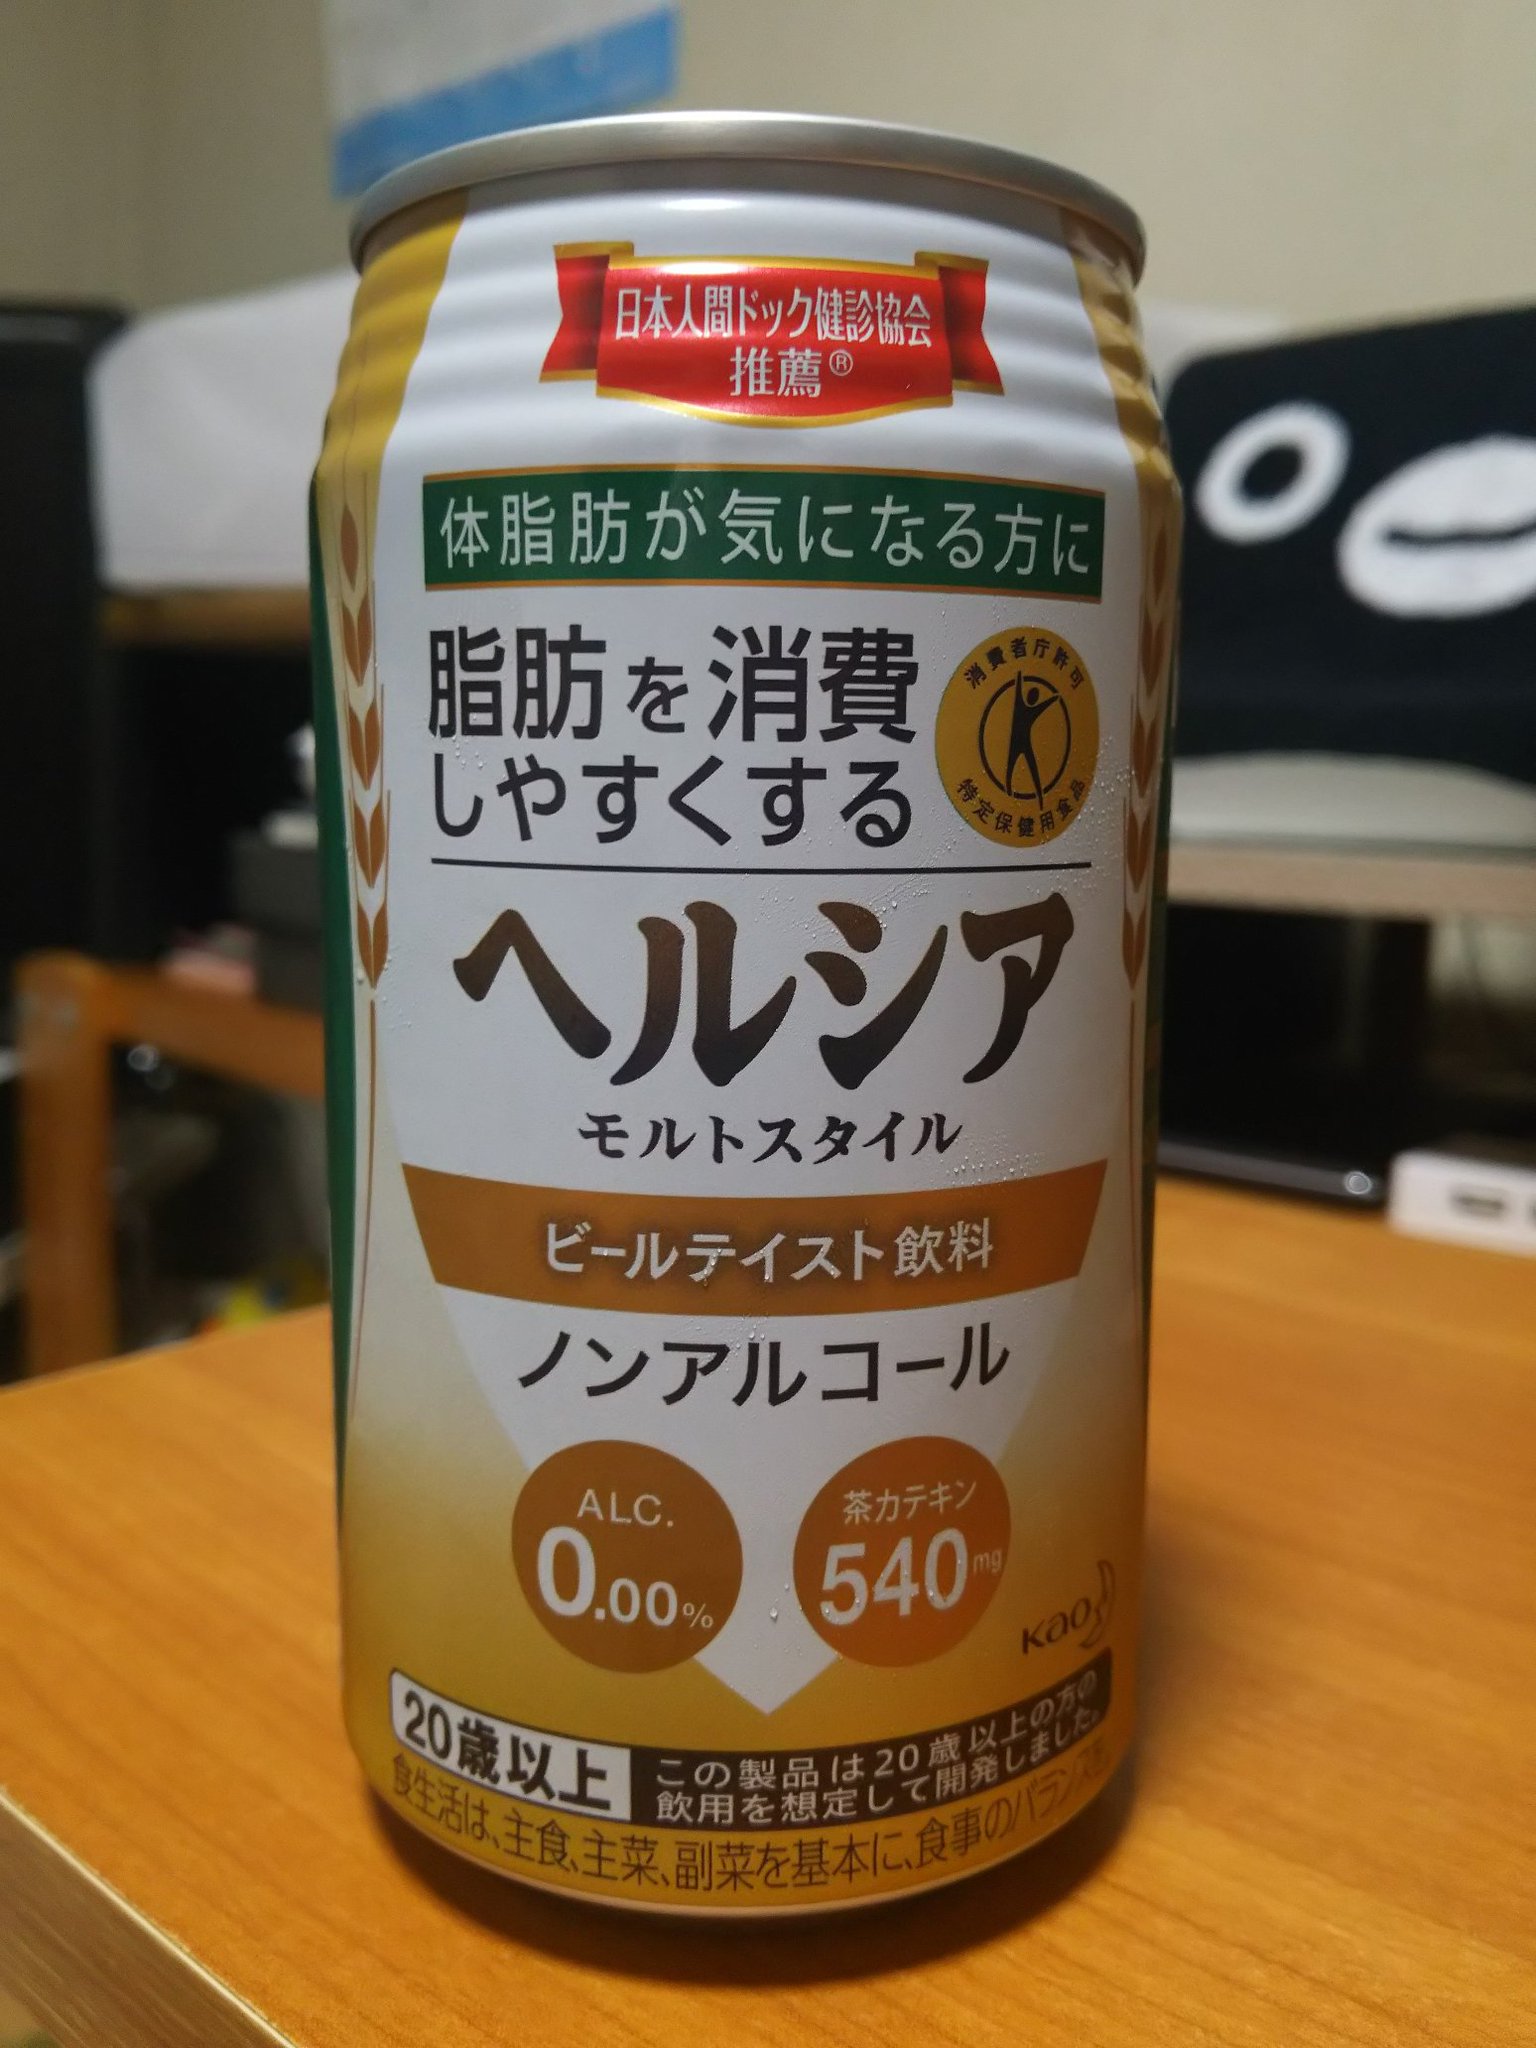 日本人間ドック健診協会
推薦®
体脂肪が気になる方に
脂肪を消費
しやすくする
消費者庁許可
特定保健用食品
ヘルシア
モルトスタイル
ビールテイスト飲料
ノンアルコール
ALC.
0.00%
茶カテキン
540mg
kao
20歳以上
この製品は20歳以上の方の
飲用を想定して開発しました。
食生活は、主食、主菜、副菜を基本に、食事のバランスを